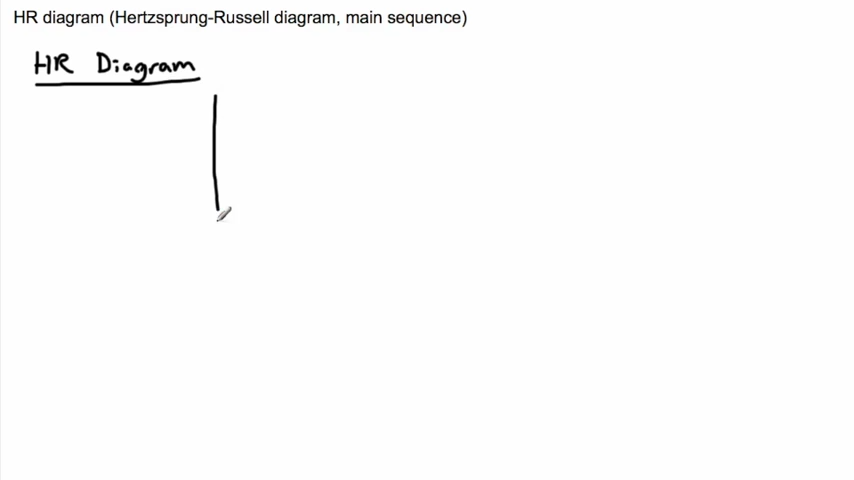 HR diagram (Hertzsprung-Russell diagram, main sequence)
HR Diagram